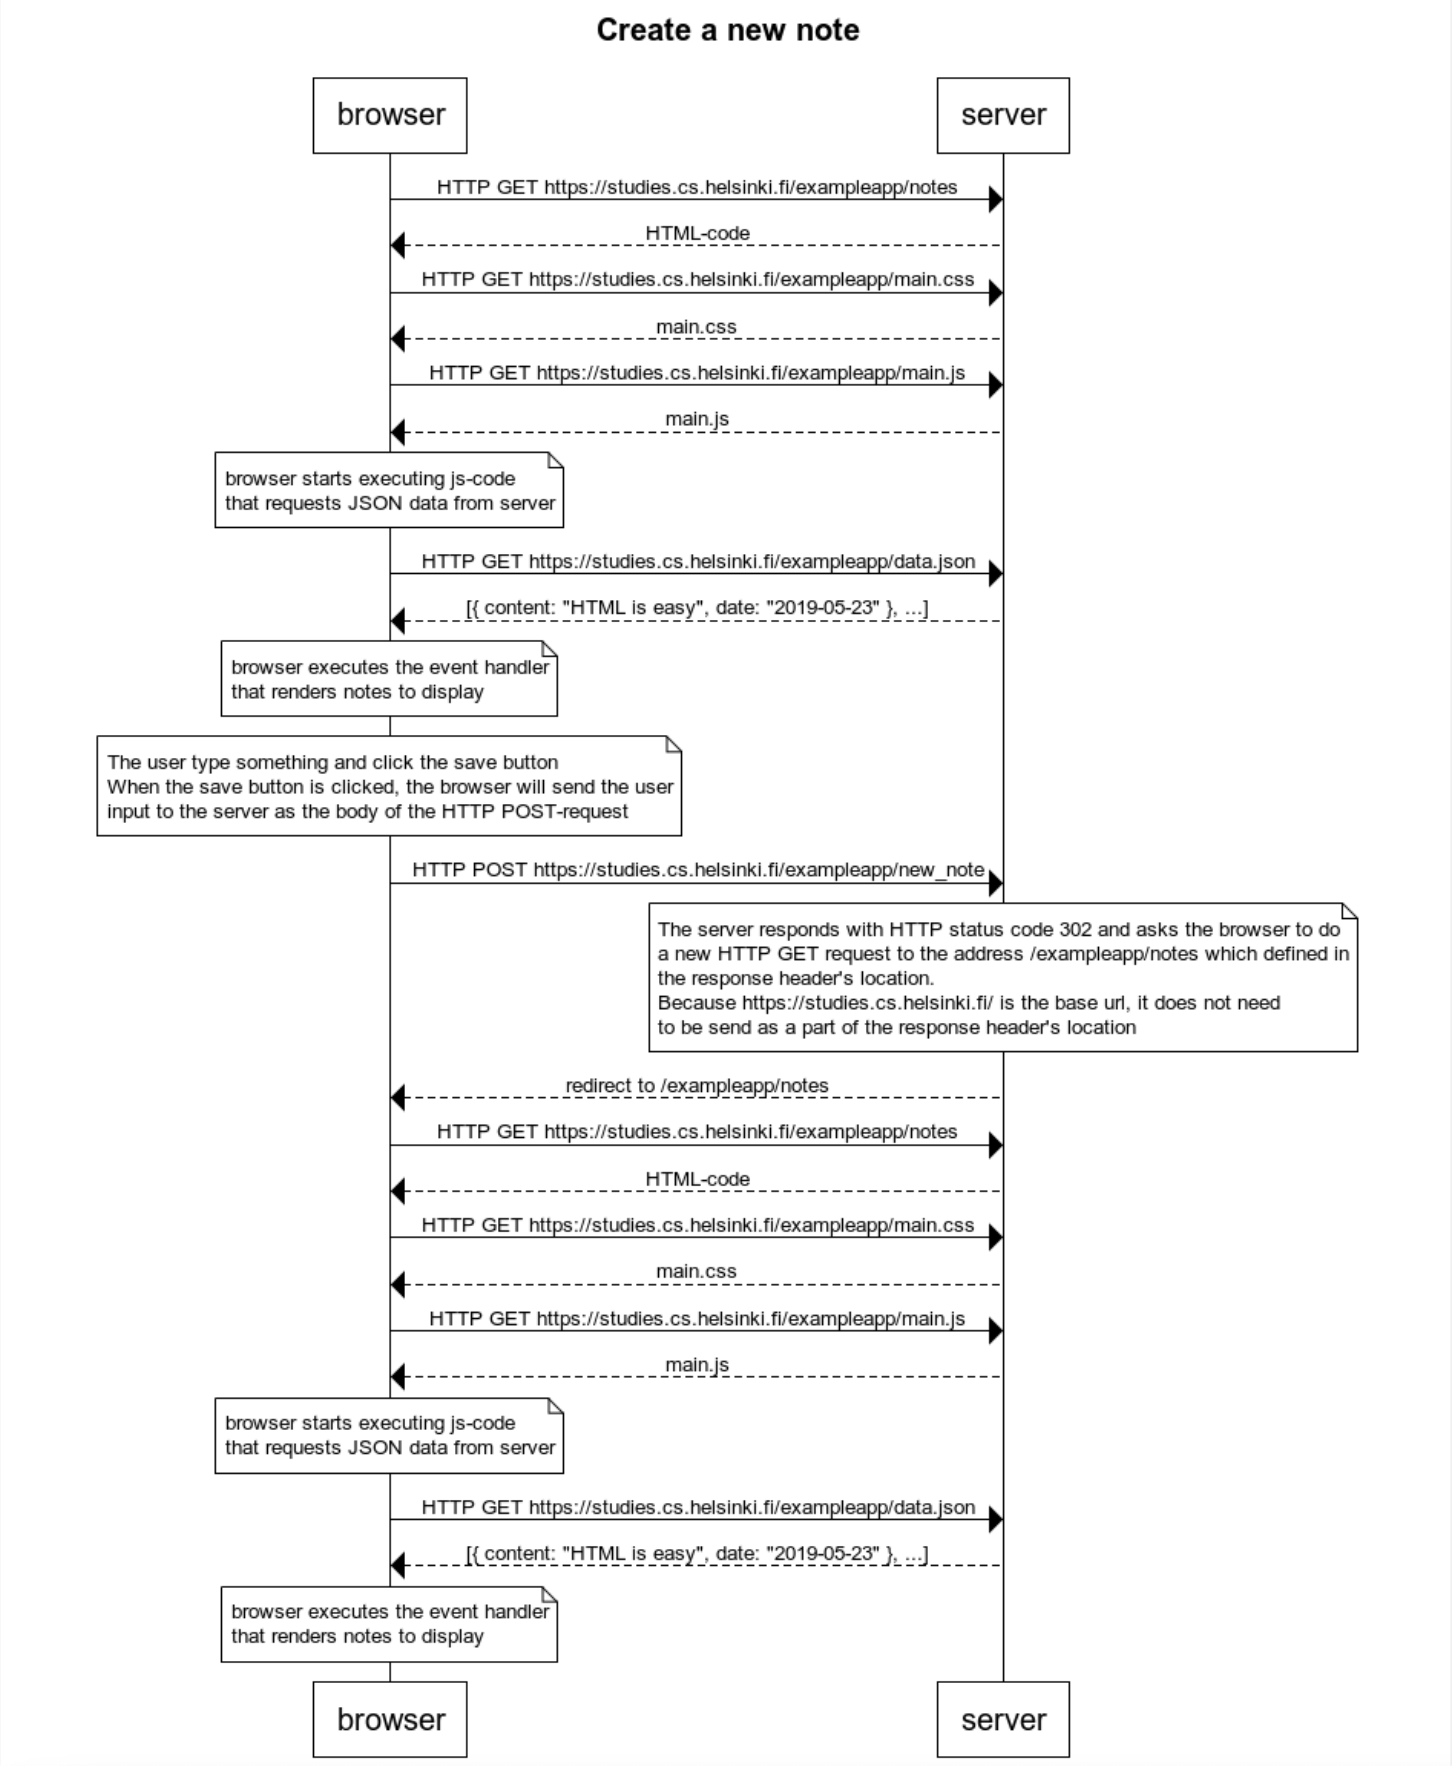 Create a new note
browser
server
HTTP GET https://studies.cs.helsinki.fi/exampleapp/notes
HTML-code
HTTP GET https://studies.cs.helsinki.fi/exampleapp/main.css
main.css
HTTP GET https://studies.cs.helsinki.fi/exampleapp/main.js
main.js
browser starts executing js-code
that requests JSON data from server
HTTP GET https://studies.cs.helsinki.fi/exampleapp/data.json
[{ content: "HTML is easy", date: "2019-05-23" }, ...]
browser executes the event handler
that renders notes to display
The user type something and click the save button
When the save button is clicked, the browser will send the user
input to the server as the body of the HTTP POST-request
HTTP POST https://studies.cs.helsinki.fi/exampleapp/new_note
The server responds with HTTP status code 302 and asks the browser to do
a new HTTP GET request to the address /exampleapp/notes which defined in
the response header's location.
Because https://studies.cs.helsinki.fi/ is the base url, it does not need
to be send as a part of the response header's location
redirect to /exampleapp/notes
HTTP GET https://studies.cs.helsinki.fi/exampleapp/notes
HTML-code
HTTP GET https://studies.cs.helsinki.fi/exampleapp/main.css
main.css
HTTP GET https://studies.cs.helsinki.fi/exampleapp/main.js
main.js
browser starts executing js-code
that requests JSON data from server
HTTP GET https://studies.cs.helsinki.fi/exampleapp/data.json
[{ content: "HTML is easy", date: "2019-05-23" }, ...]
browser executes the event handler
that renders notes to display
browser
server